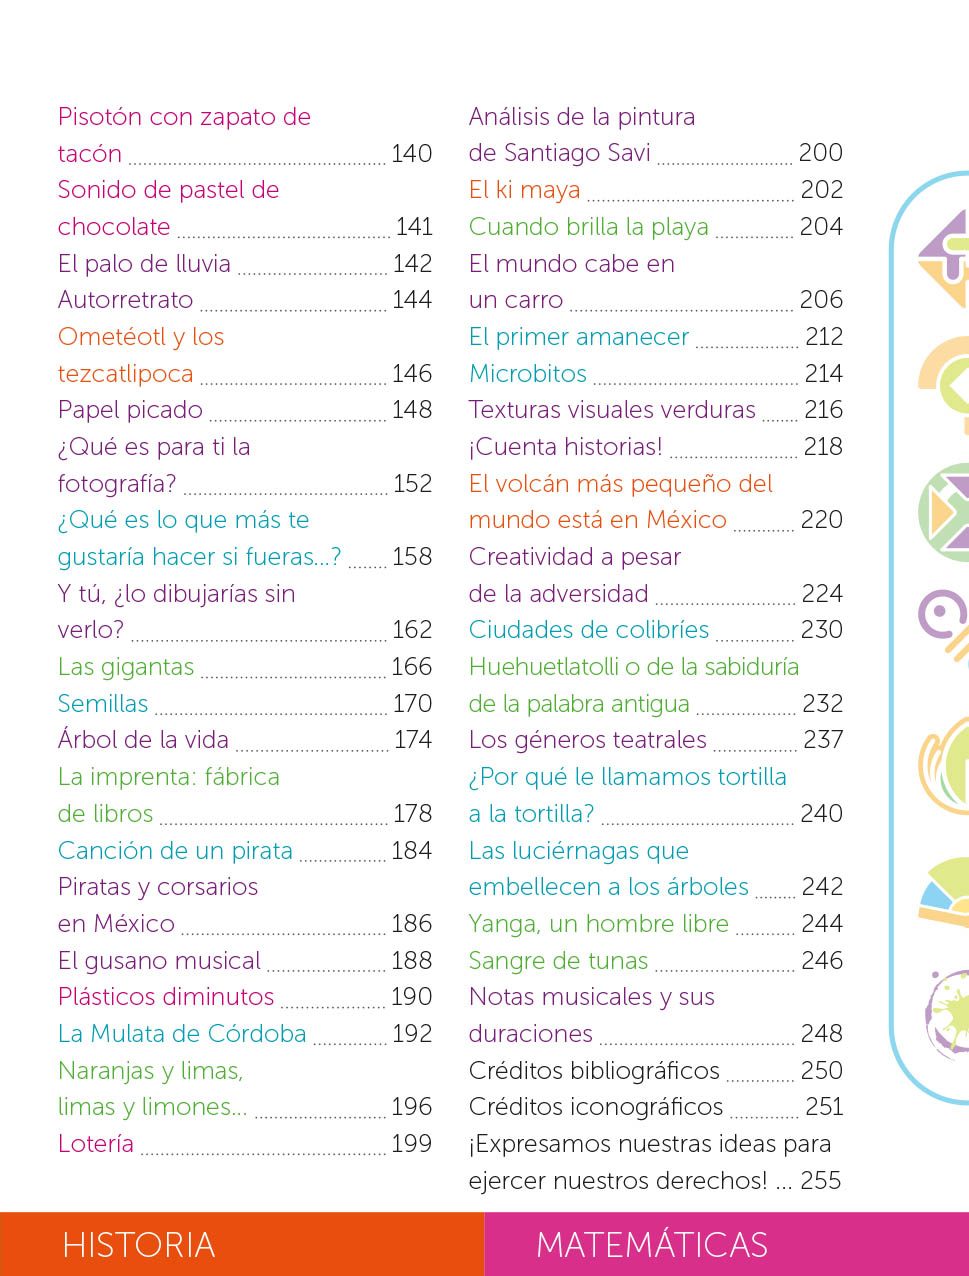 Pisotón con zapato de
tacón 140
Sonido de pastel de
chocolate 141
El palo de lluvia 142
Autorretrato 144
Ometéotl y los
tezcatlipoca 146
Papel picado 148
¿Qué es para ti la
fotografía? 152
¿Qué es lo que más te
gustaría hacer si fueras...? 158
Y tú, ¿lo dibujarías sin
verlo? 162
Las gigantas 166
Semillas 170
Árbol de la vida 174
La imprenta: fábrica
de libros 178
Canción de un pirata 184
Piratas y corsarios
en México 186
El gusano musical 188
Plásticos diminutos 190
La Mulata de Córdoba 192
Naranjas y limas,
limas y limones... 196
Lotería 199
Análisis de la pintura
de Santiago Savi 200
El ki maya 202
Cuando brilla la playa 204
El mundo cabe en
un carro 206
El primer amanecer 212
Microbitos 214
Texturas visuales verduras 216
¡Cuenta historias! 218
El volcán más pequeño del
mundo está en México 220
Creatividad a pesar
de la adversidad 224
Ciudades de colibríes 230
Huehuetlatolli o de la sabiduría
de la palabra antigua 232
Los géneros teatrales 237
¿Por qué le llamamos tortilla
a la tortilla? 240
Las luciérnagas que
embellecen a los árboles 242
Yanga, un hombre libre 244
Sangre de tunas 246
Notas musicales y sus
duraciones 248
Créditos bibliográficos 250
Créditos iconográficos 251
¡Expresamos nuestras ideas para
ejercer nuestros derechos! ... 255
HISTORIA
MATEMÁTICAS